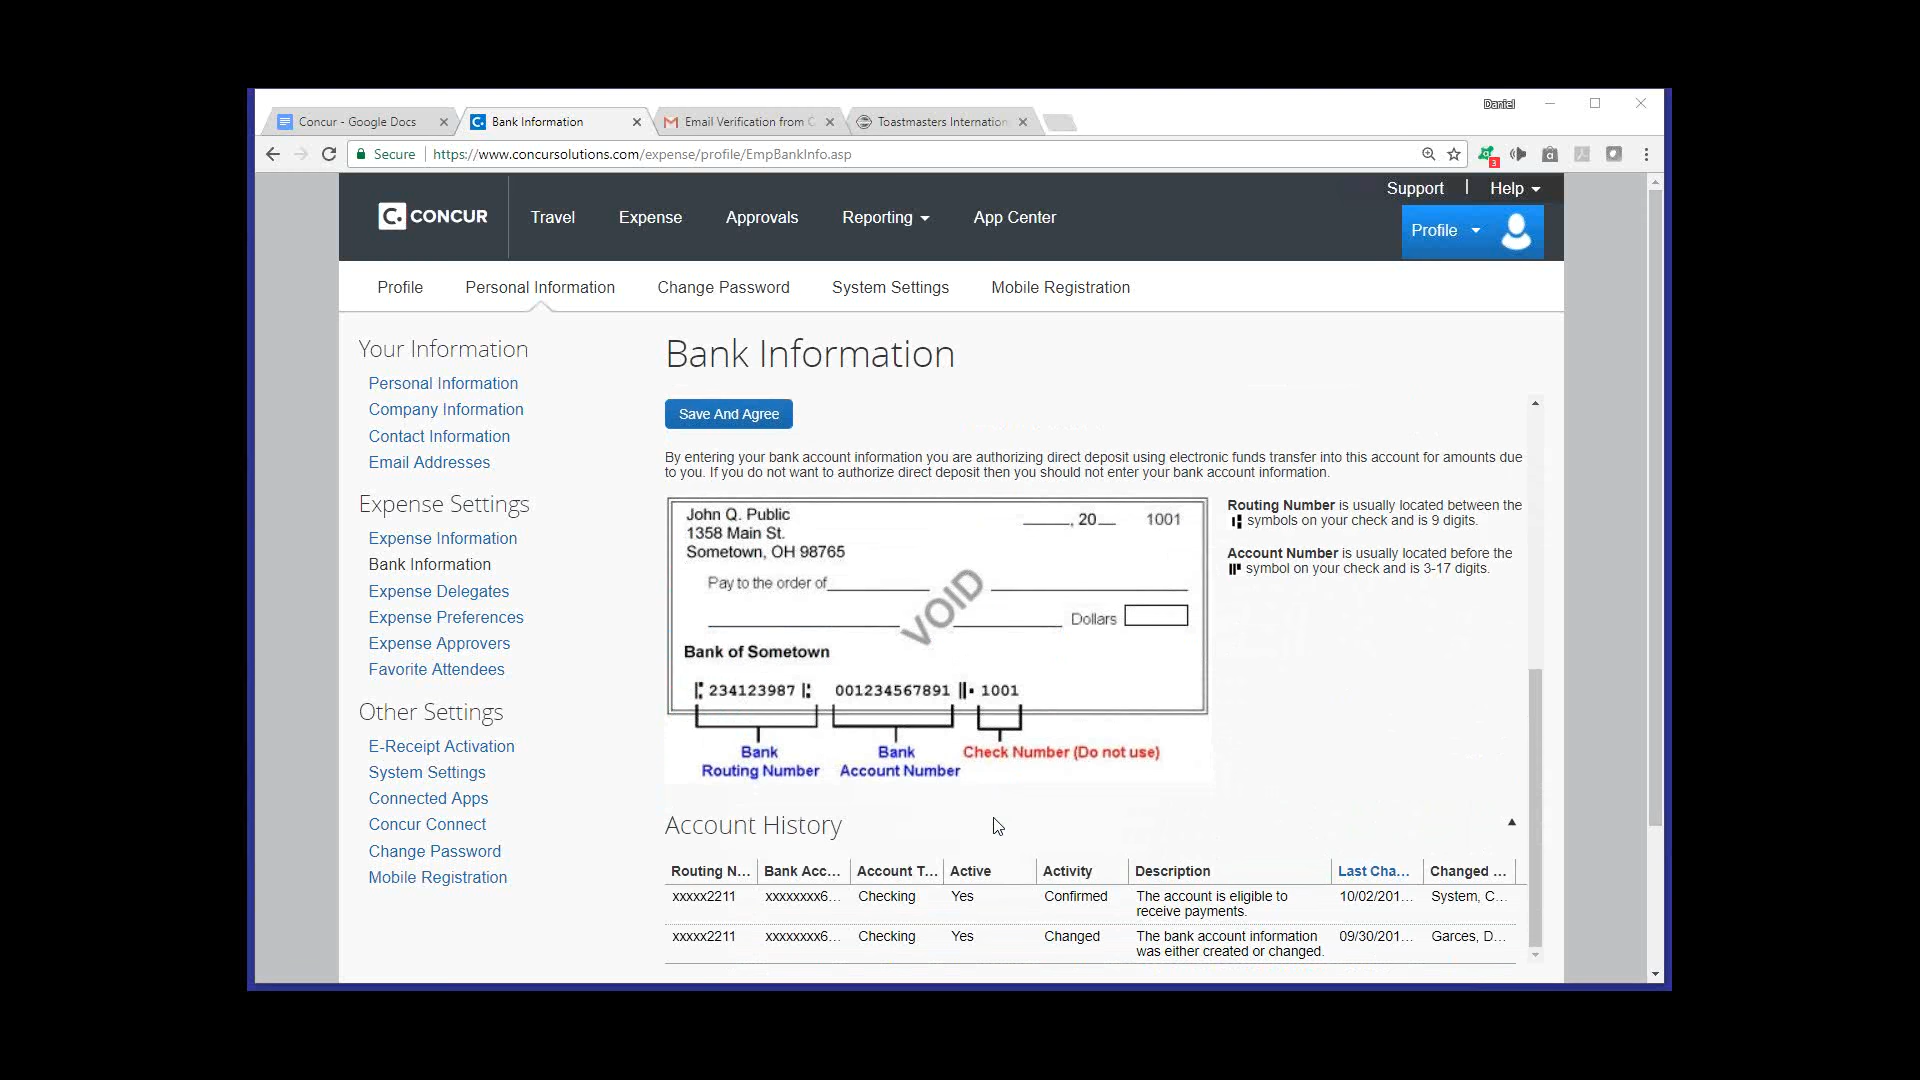 Daniel
Concur - Google Docs
Bank Information
Email Verification from C
Toastmasters Internation
Secure
https://www.concursolutions.com/expense/profile/EmpBankInfo.asp
3
Support | Help
C. CONCUR
Travel
Expense
Approvals
Reporting
App Center
Profile
Profile
Personal Information
Change Password
System Settings
Mobile Registration
Your Information
Personal Information
Company Information
Contact Information
Email Addresses
Expense Settings
Expense Information
Bank Information
Expense Delegates
Expense Preferences
Expense Approvers
Favorite Attendees
Other Settings
E-Receipt Activation
System Settings
Connected Apps
Concur Connect
Change Password
Mobile Registration
Bank Information
Save And Agree
By entering your bank account information you are authorizing direct deposit using electronic funds transfer into this account for amounts due
to you. If you do not want to authorize direct deposit then you should not enter your bank account information.
John Q. Public
1358 Main St.
Sometown, OH 98765
_____, 20__ 1001
Pay to the order of
VOID
Dollars
Bank of Sometown
234123987 001234567891 1001
Bank
Routing Number
Bank
Account Number
Check Number (Do not use)
Routing Number is usually located between the
symbols on your check and is 9 digits.
Account Number is usually located before the
symbol on your check and is 3-17 digits.
Account History
Routing N... Bank Acc... Account T... Active Activity Description Last Cha... Changed ...
xxxxx2211 xxxxxxxx6... Checking Yes Confirmed The account is eligible to
receive payments. 10/02/201... System, C...
xxxxx2211 xxxxxxxx6... Checking Yes Changed The bank account information
was either created or changed. 09/30/201... Garces, D...